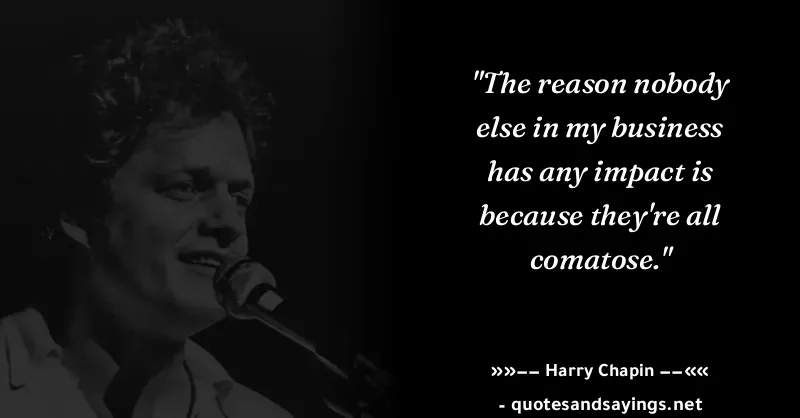 "The reason nobody
else in my business
has any impact is
because they're all
comatose."
»»−− Harry Chapin −−««
- quotesandsayings.net